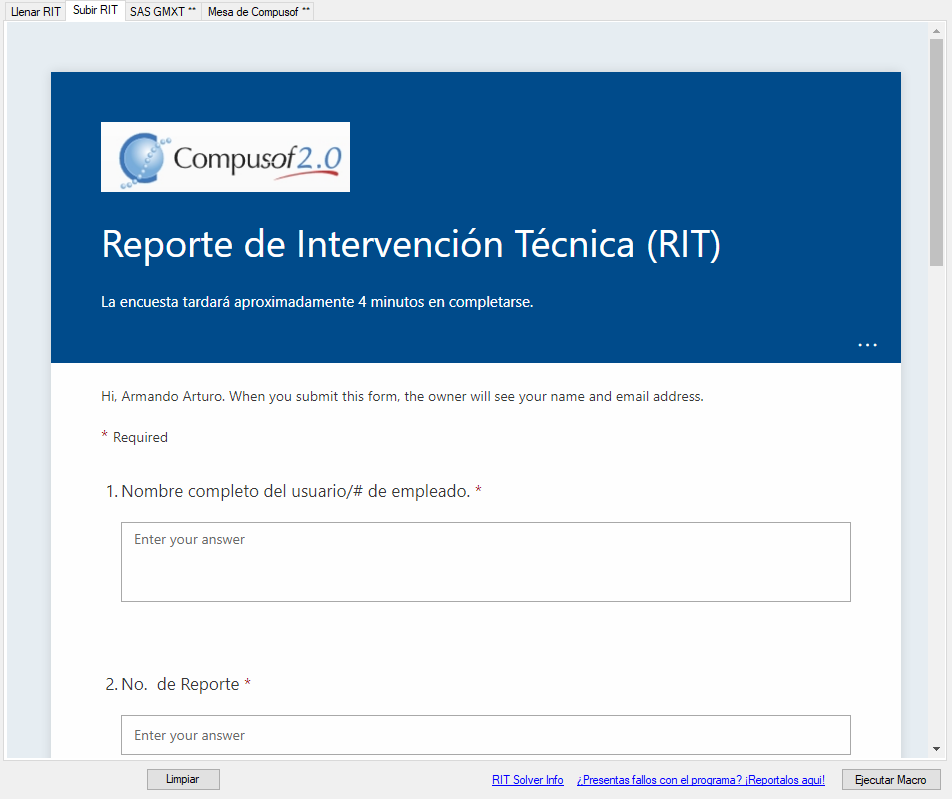 Llenar RIT Subir RIT SAS GMXT ** Mesa de Compusof **
Compusof2.0
Reporte de Intervención Técnica (RIT)
La encuesta tardará aproximadamente 4 minutos en completarse.
...
Hi, Armando Arturo. When you submit this form, the owner will see your name and email address.
* Required
1. Nombre completo del usuario/# de empleado. *
Enter your answer
2. No. de Reporte *
Enter your answer
Limpiar RIT Solver Info ¿Presentas fallos con el programa? ¡Reportalos aqui! Ejecutar Macro